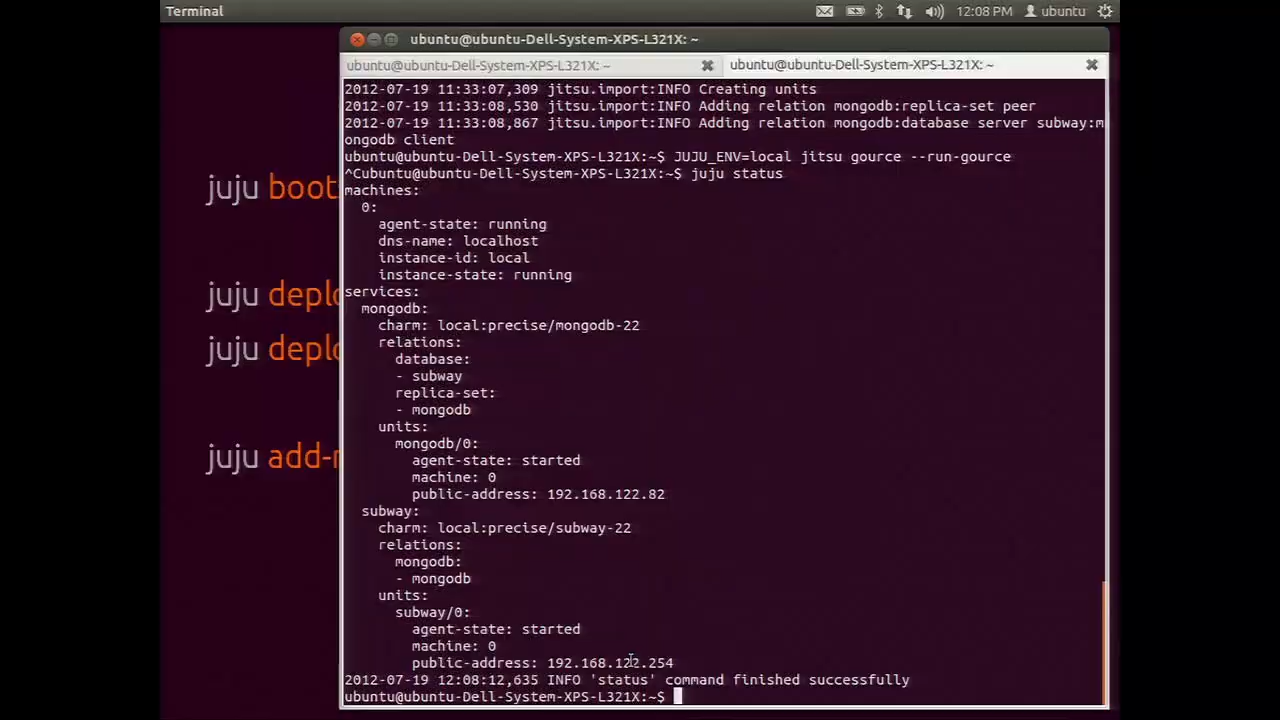 Terminal
12:08 PM
ubuntu
ubuntu@ubuntu-Dell-System-XPS-L321X: ~
ubuntu@ubuntu-Dell-System-XPS-L321X: ~
ubuntu@ubuntu-Dell-System-XPS-L321X: ~
2012-07-19 11:33:07,309 jitsu.import:INFO Creating units
2012-07-19 11:33:08,530 jitsu.import:INFO Adding relation mongodb:replica-set peer
2012-07-19 11:33:08,867 jitsu.import:INFO Adding relation mongodb:database server subway:m
ongodb client
ubuntu@ubuntu-Dell-System-XPS-L321X:~$ JUJU_ENV=local jitsu gource --run-gource
^Cubuntu@ubuntu-Dell-System-XPS-L321X:~$ juju status
machines:
0:
agent-state: running
dns-name: localhost
instance-id: local
instance-state: running
services:
mongodb:
charm: local:precise/mongodb-22
relations:
database:
- subway
replica-set:
- mongodb
units:
mongodb/0:
agent-state: started
machine: 0
public-address: 192.168.122.82
subway:
charm: local:precise/subway-22
relations:
mongodb:
- mongodb
units:
subway/0:
agent-state: started
machine: 0
public-address: 192.168.122.254
2012-07-19 12:08:12,635 INFO 'status' command finished successfully
ubuntu@ubuntu-Dell-System-XPS-L321X:~$
juju boot
juju deplo
juju deplo
juju add-r